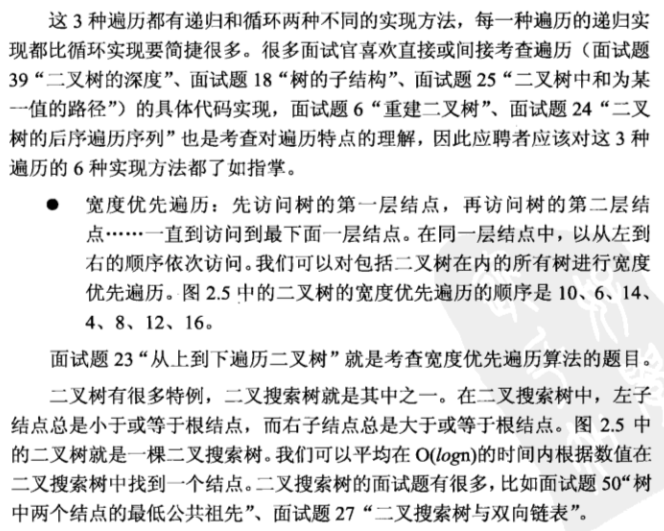 这 3 种遍历都有递归和循环两种不同的实现方法，每一种遍历的递归实
现都比循环实现要简捷很多。很多面试官喜欢直接或间接考查遍历（面试题
39“二叉树的深度”、面试题 18“树的子结构”、面试题 25“二叉树中和为某
一值的路径”）的具体代码实现，面试题 6“重建二叉树”、面试题 24“二叉
树的后序遍历序列”也是考查对遍历特点的理解，因此应聘者应该对这 3 种
遍历的 6 种实现方法都了如指掌。
● 宽度优先遍历：先访问树的第一层结点，再访问树的第二层结
点……一直到访问到最下面一层结点。在同一层结点中，以从左到
右的顺序依次访问。我们可以对包括二叉树在内的所有树进行宽度
优先遍历。图 2.5 中的二叉树的宽度优先遍历的顺序是 10、6、14、
4、8、12、16。
面试题 23“从上到下遍历二叉树”就是考查宽度优先遍历算法的题目。
二叉树有很多特例，二叉搜索树就是其中之一。在二叉搜索树中，左子
结点总是小于或等于根结点，而右子结点总是大于或等于根结点。图 2.5 中
的二叉树就是一棵二叉搜索树。我们可以平均在 O(logn)的时间内根据数值在
二叉搜索树中找到一个结点。二叉搜索树的面试题有很多，比如面试题 50“树
中两个结点的最低公共祖先”、面试题 27“二叉搜索树与双向链表”。